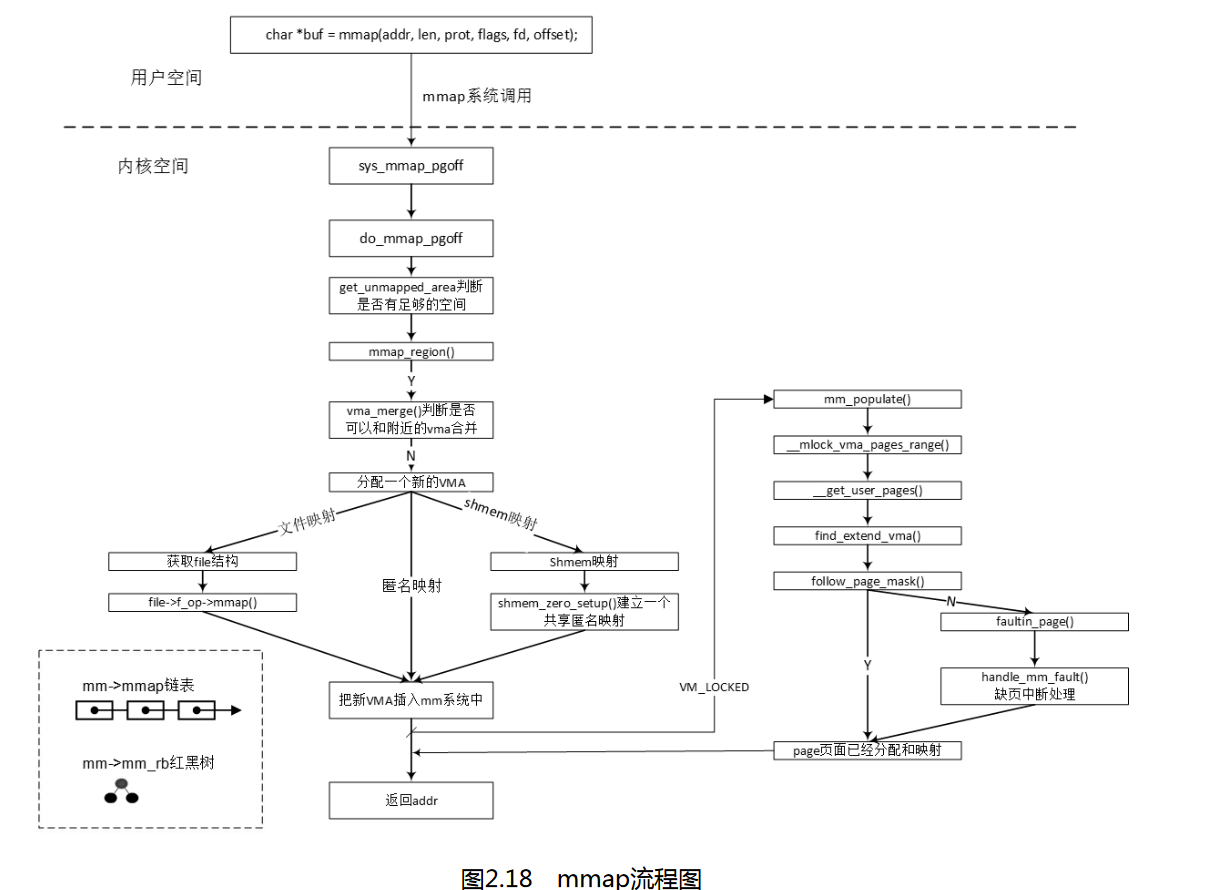 char *buf = mmap(addr, len, prot, flags, fd, offset);
用户空间
mmap系统调用
内核空间
sys_mmap_pgoff
do_mmap_pgoff
get_unmapped_area判断
是否有足够的空间
mmap_region()
Y
vma_merge()判断是否
可以和附近的vma合并
N
分配一个新的VMA
文件映射
shmem映射
获取file结构
file->f_op->mmap()
匿名映射
Shmem映射
shmem_zero_setup()建立一个
共享匿名映射
把新VMA插入mm系统中
VM_LOCKED
mm_populate()
__mlock_vma_pages_range()
__get_user_pages()
find_extend_vma()
follow_page_mask()
N
faultin_page()
Y
handle_mm_fault()
缺页中断处理
page页面已经分配和映射
返回addr
mm->mmap链表
mm->mm_rb红黑树
图2.18 mmap流程图